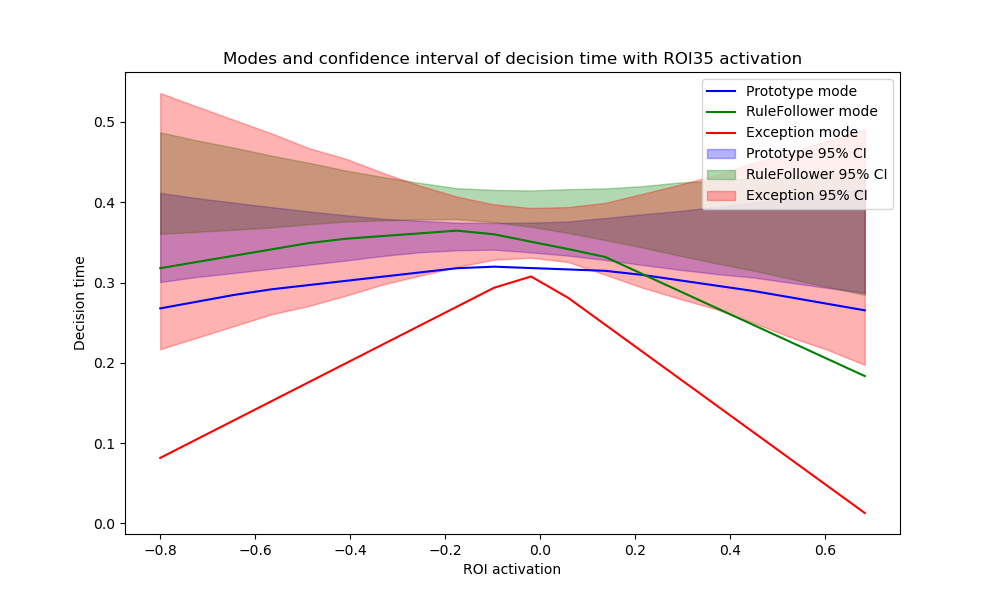 Modes and confidence interval of decision time with ROI35 activation
Prototype mode
RuleFollower mode
Exception mode
Prototype 95% CI
RuleFollower 95% CI
Exception 95% CI
Decision time
0.5
0.4
0.3
0.2
0.1
0.0
−0.8
−0.6
−0.4
−0.2
0.0
0.2
0.4
0.6
ROI activation